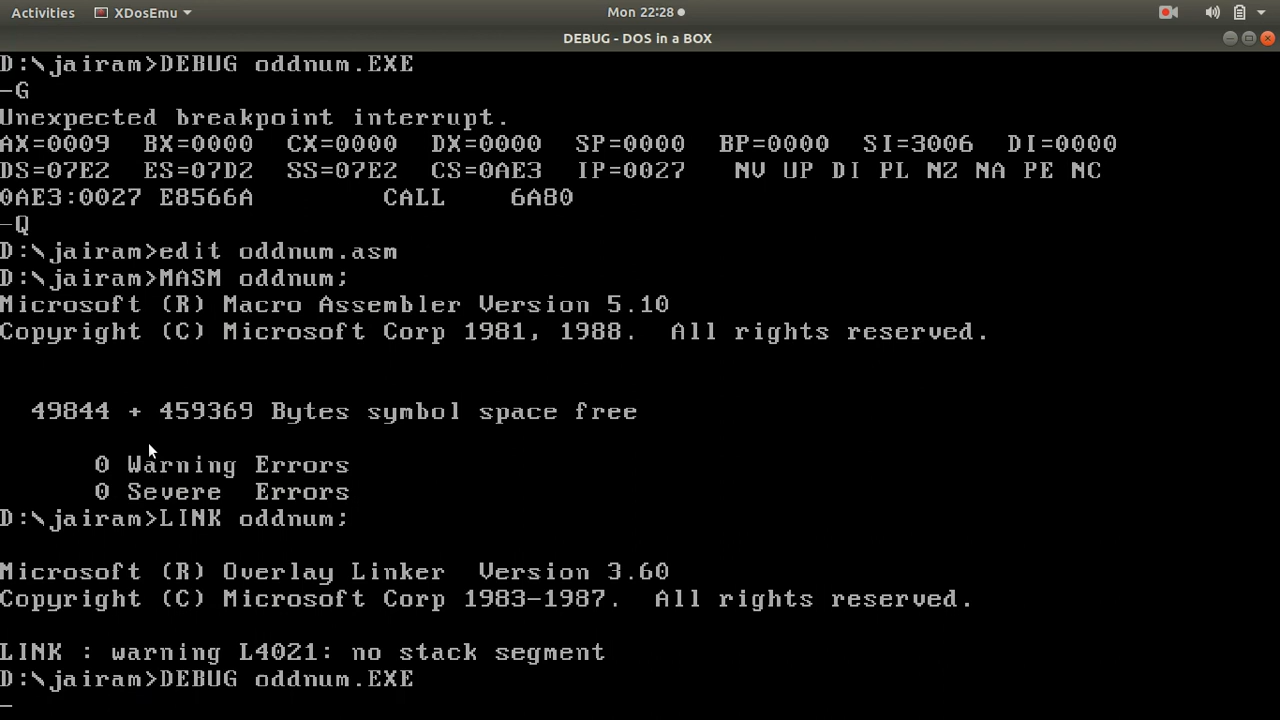 Activities XDosEmu Mon 22:28
DEBUG - DOS in a BOX
D:\jairam>DEBUG oddnum.EXE
-G
Unexpected breakpoint interrupt.
AX=0009 BX=0000 CX=0000 DX=0000 SP=0000 BP=0000 SI=3006 DI=0000
DS=07E2 ES=07D2 SS=07E2 CS=0AE3 IP=0027 NV UP DI PL NZ NA PE NC
0AE3:0027 E8566A CALL 6A80
-Q
D:\jairam>edit oddnum.asm
D:\jairam>MASM oddnum;
Microsoft (R) Macro Assembler Version 5.10
Copyright (C) Microsoft Corp 1981, 1988. All rights reserved.
49844 + 459369 Bytes symbol space free
0 Warning Errors
0 Severe Errors
D:\jairam>LINK oddnum;
Microsoft (R) Overlay Linker Version 3.60
Copyright (C) Microsoft Corp 1983-1987. All rights reserved.
LINK : warning L4021: no stack segment
D:\jairam>DEBUG oddnum.EXE
-